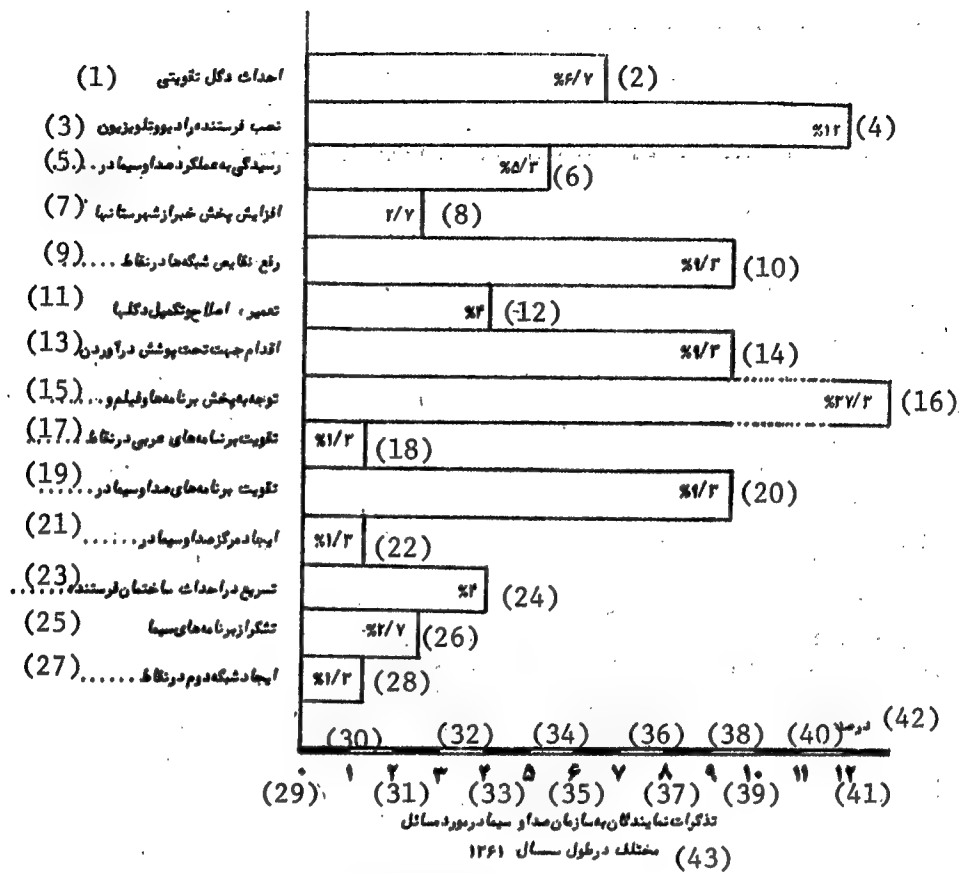 (1) احداث دکل تقویتی %۶/۷ (2)
(3) نصب فرستنده رادیو و تلویزیون %۱۲ (4)
(5) رسیدگی به عملکرد صدا و سیما در... %۵/۳ (6)
(7) افزایش پخش خبر از شهرستانها ۲/۷ (8)
(9) رفع نقایص شبکه‌ها در نقاط ..... %۹/۳ (10)
(11) تعمیر، اصلاح و تکمیل دکلها %۴ (12)
(13) اقدام جهت تحت پوشش درآوردن %۹/۳ (14)
(15) توجه به پخش برنامه‌ها و فیلم و ..... %۳۷/۳ (16)
(17) تقویت برنامه‌های عربی در نقاط ....... %۱/۳ (18)
(19) تقویت برنامه‌های صدا و سیما در ...... %۹/۳ (20)
(21) ایجاد مرکز صدا و سیما در ...... %۱/۳ (22)
(23) تسریع در احداث ساختمان فرستنده ....... %۴ (24)
(25) تشکر از برنامه‌های سیما %۲/۷ (26)
(27) ایجاد شبکه دوم در نقاط ....... %۱/۳ (28)
(30) (32) (34) (36) (38) (40) درصد (42)
۰ ۱ ۲ ۳ ۴ ۵ ۶ ۷ ۸ ۹ ۱۰ ۱۱ ۱۲
(29) (31) (33) (35) (37) (39) (41)
تذکرات نمایندگان به سازمان صدا و سیما در مورد مسائل
مختلف در طول سال ۱۳۶۱ (43)